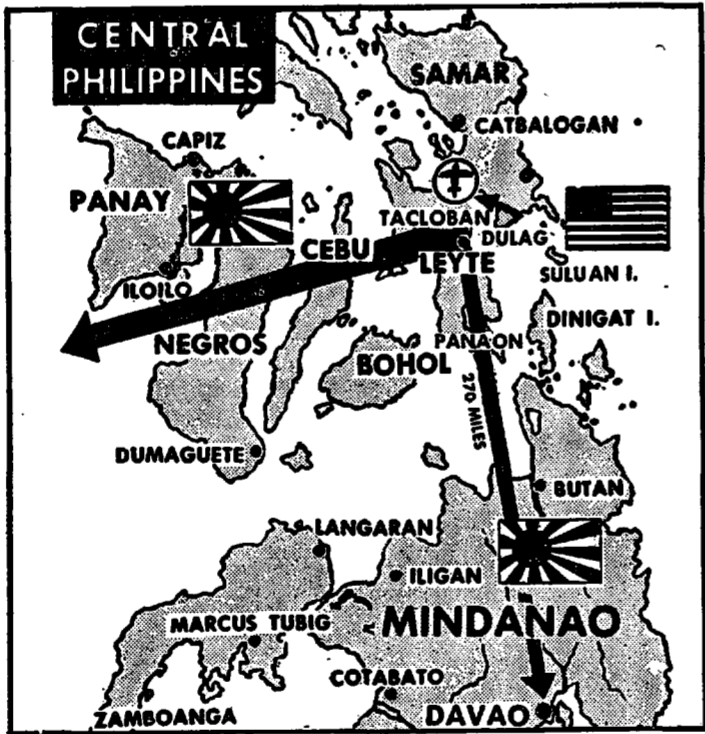 CENTRAL
PHILIPPINES
SAMAR
CATBALOGAN
CAPIZ
PANAY
TACLOBAN
DULAG
CEBU
LEYTE
SULUAN I.
ILOILO
DINIGAT I.
NEGROS
PANAON
BOHOL
270 MILES
DUMAGUETE
BUTAN
LANGARAN
ILIGAN
MARCUS TUBIG
MINDANAO
COTABATO
ZAMBOANGA
DAVAO